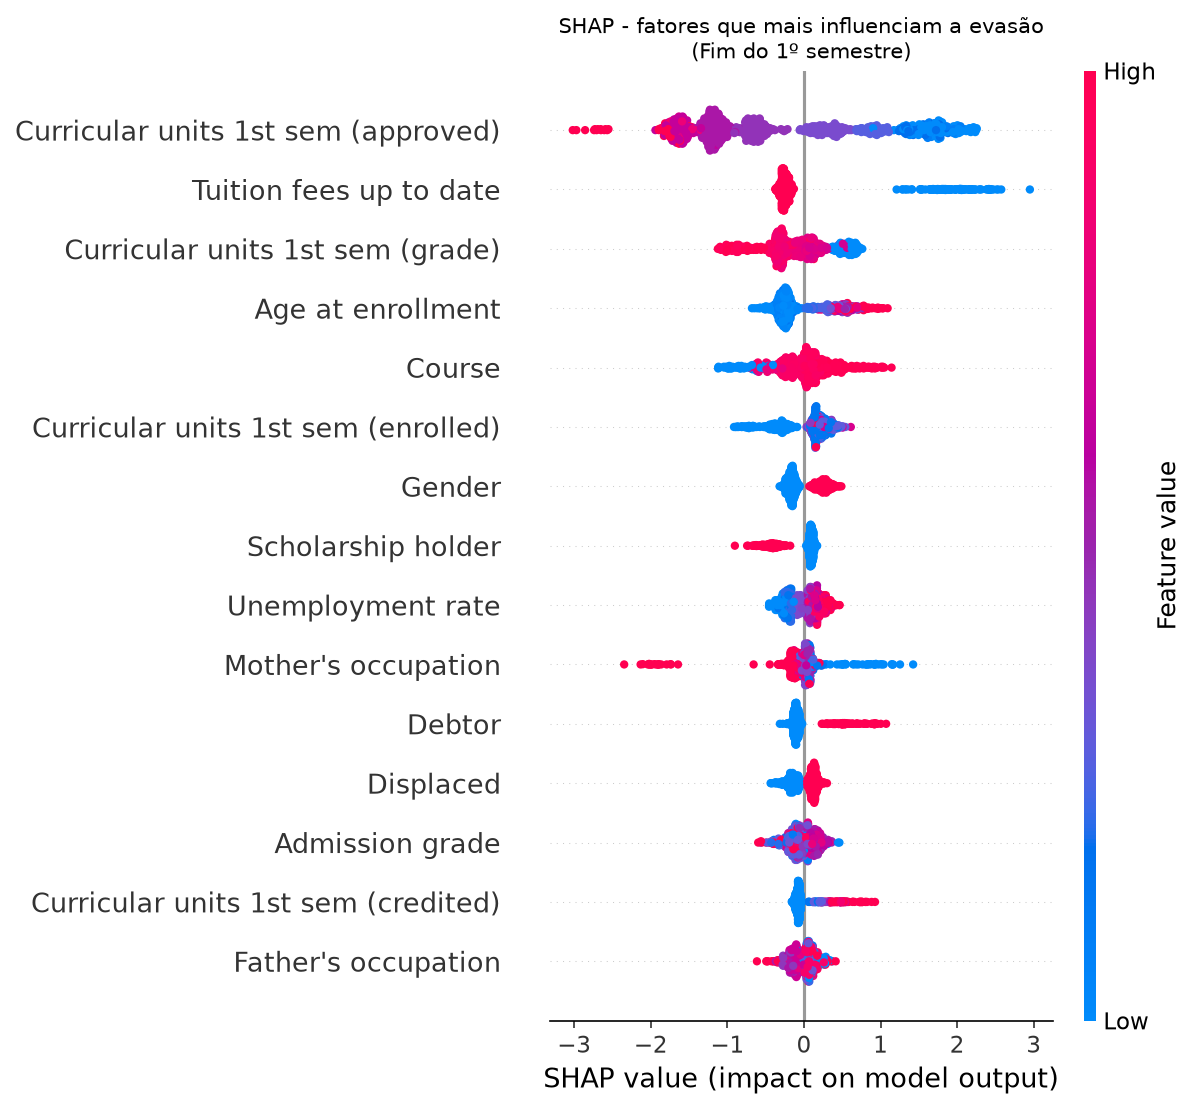 SHAP - fatores que mais influenciam a evasão
(Fim do 1º semestre)
High
Curricular units 1st sem (approved)
Tuition fees up to date
Curricular units 1st sem (grade)
Age at enrollment
Course
Curricular units 1st sem (enrolled)
Gender
Scholarship holder
Unemployment rate
Mother's occupation
Debtor
Displaced
Admission grade
Curricular units 1st sem (credited)
Father's occupation
Feature value
Low
−3 −2 −1 0 1 2 3
SHAP value (impact on model output)